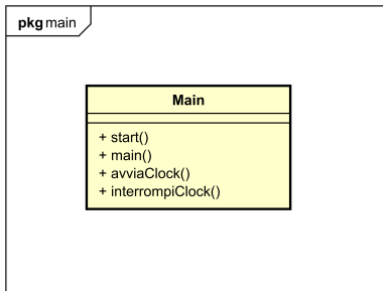 pkg main
Main
+ start()
+ main()
+ avviaClock()
+ interrompiClock()